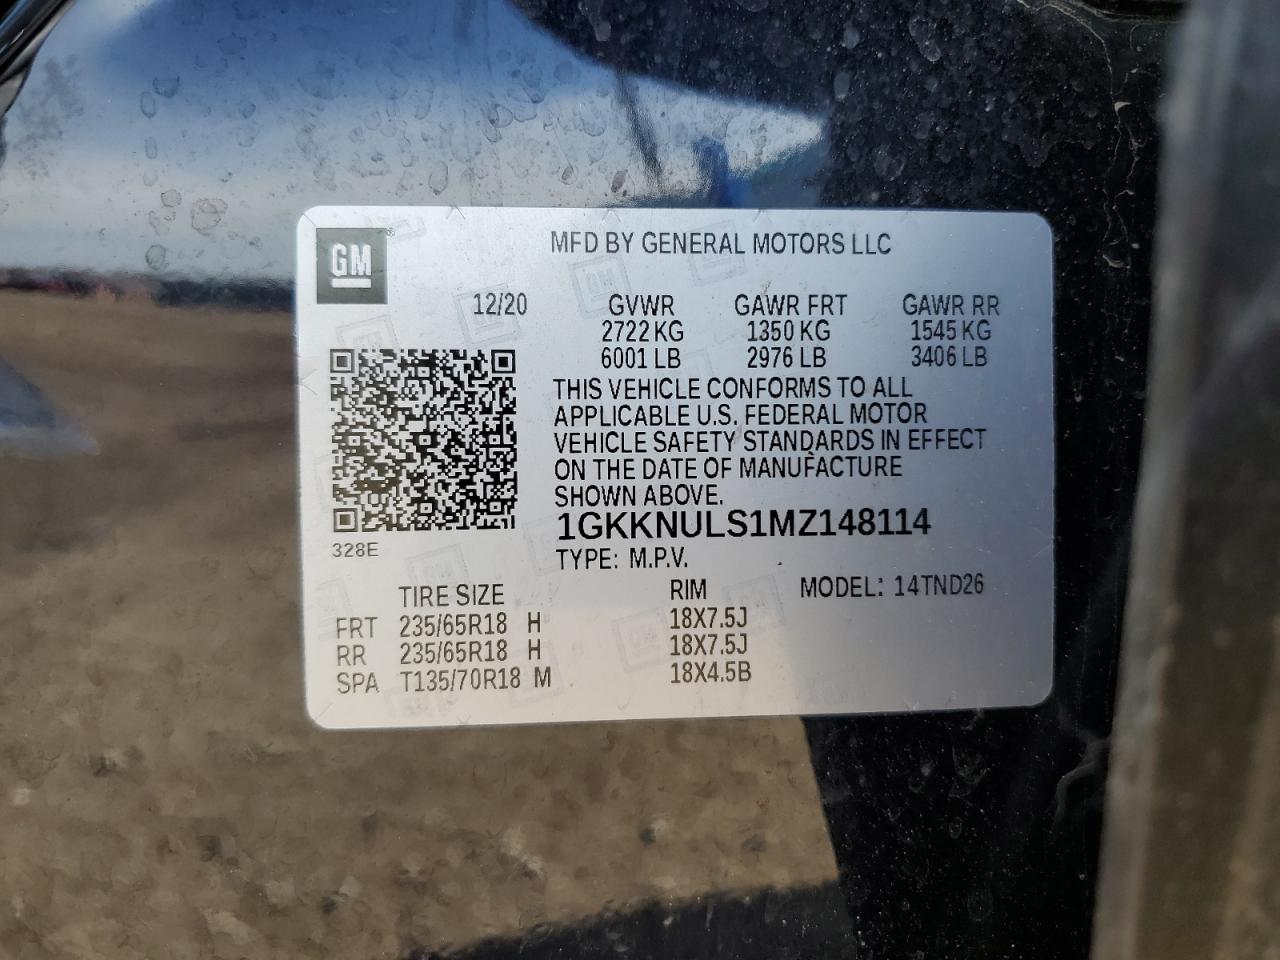 GM
MFD BY GENERAL MOTORS LLC
12/20 GVWR GAWR FRT GAWR RR
2722 KG 1350 KG 1545 KG
6001 LB 2976 LB 3406 LB
THIS VEHICLE CONFORMS TO ALL
APPLICABLE U.S. FEDERAL MOTOR
VEHICLE SAFETY STANDARDS IN EFFECT
ON THE DATE OF MANUFACTURE
SHOWN ABOVE.
1GKKNULS1MZ148114
328E
TYPE: M.P.V.
TIRE SIZE RIM MODEL: 14TND26
FRT 235/65R18 H 18X7.5J
RR 235/65R18 H 18X7.5J
SPA T135/70R18 M 18X4.5B